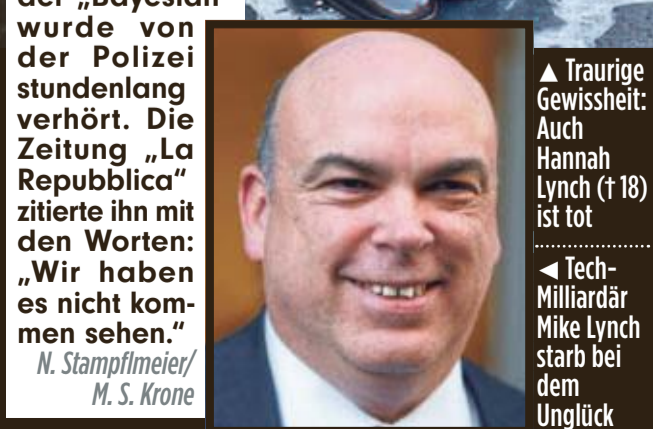 der „Bayesian“
wurde von
der Polizei
stundenlang
verhört. Die
Zeitung „La
Repubblica“
zitierte ihn mit
den Worten:
„Wir haben
es nicht kom-
men sehen.“
N. Stampflmeier/
M. S. Krone
▲ Traurige
Gewissheit:
Auch
Hannah
Lynch († 18)
ist tot
◄ Tech-
Milliardär
Mike Lynch
starb bei
dem
Unglück